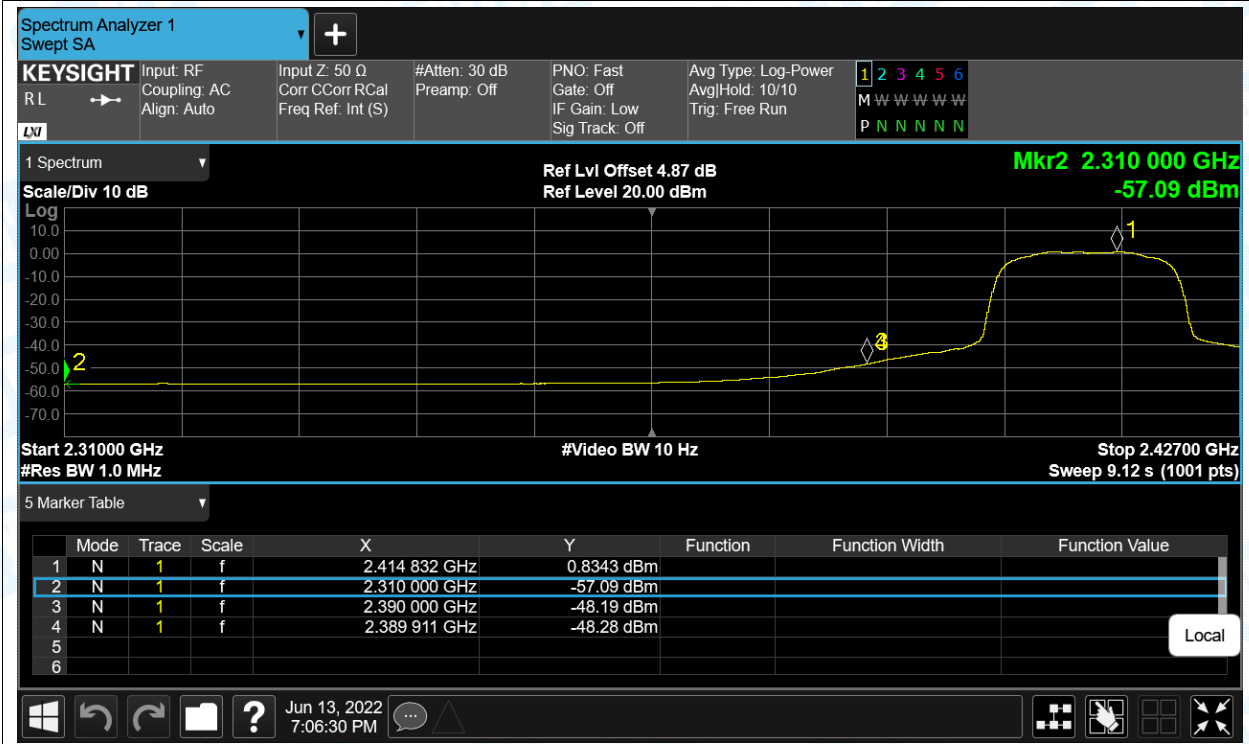 Spectrum Analyzer 1
Swept SA
+
KEYSIGHT
R L
LXI
Input: RF
Coupling: AC
Align: Auto
Input Z: 50 Ω
Corr CCorr RCal
Freq Ref: Int (S)
#Atten: 30 dB
Preamp: Off
PNO: Fast
Gate: Off
IF Gain: Low
Sig Track: Off
Avg Type: Log-Power
Avg|Hold: 10/10
Trig: Free Run
1 2 3 4 5 6
M W W W W W
P N N N N N
1 Spectrum
Scale/Div 10 dB
Ref Lvl Offset 4.87 dB
Ref Level 20.00 dBm
Mkr2 2.310 000 GHz
-57.09 dBm
Log
10.0
0.00
-10.0
-20.0
-30.0
-40.0
-50.0
-60.0
-70.0
1
2
Start 2.31000 GHz
#Res BW 1.0 MHz
#Video BW 10 Hz
Stop 2.42700 GHz
Sweep 9.12 s (1001 pts)
5 Marker Table
Mode Trace Scale X Y Function Function Width Function Value
1 N 1 f 2.414 832 GHz 0.8343 dBm
2 N 1 f 2.310 000 GHz -57.09 dBm
3 N 1 f 2.390 000 GHz -48.19 dBm
4 N 1 f 2.389 911 GHz -48.28 dBm
5
6
Local
?
Jun 13, 2022
7:06:30 PM